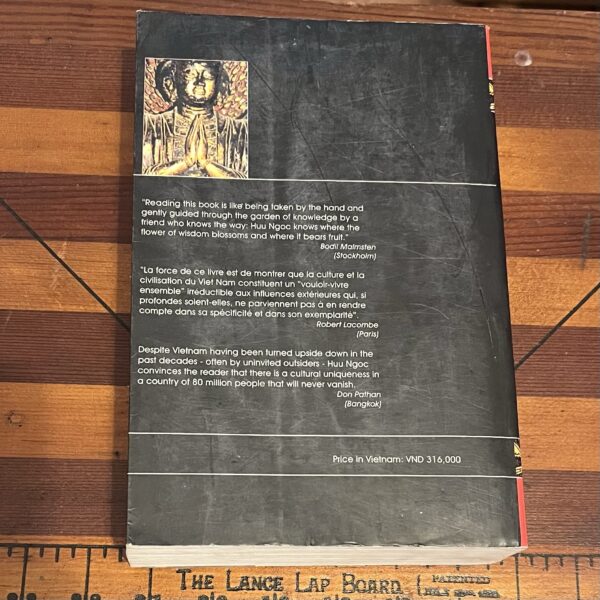 "Reading this book is like being taken by the hand and
gently guided through the garden of knowledge by a
friend who knows the way: Huu Ngoc knows where the
flower of wisdom blossoms and where it bears fruit."
Bodil Malmsten
(Stockholm)
"La force de ce livre est de montrer que la culture et la
civilisation du Viet Nam constituent un "vouloir-vivre
ensemble" irréductible aux influences extérieures qui, si
profondes soient-elles, ne parviennent pas à en rendre
compte dans sa spécificité et dans son exemplarité".
Robert Lacombe
(Paris)
Despite Vietnam having been turned upside down in the
past decades - often by uninvited outsiders - Huu Ngoc
convinces the reader that there is a cultural uniqueness in
a country of 80 million people that will never vanish.
Don Pathan
(Bangkok)
Price in Vietnam: VND 316,000
THE LANCE LAP BOARD
PATENTED